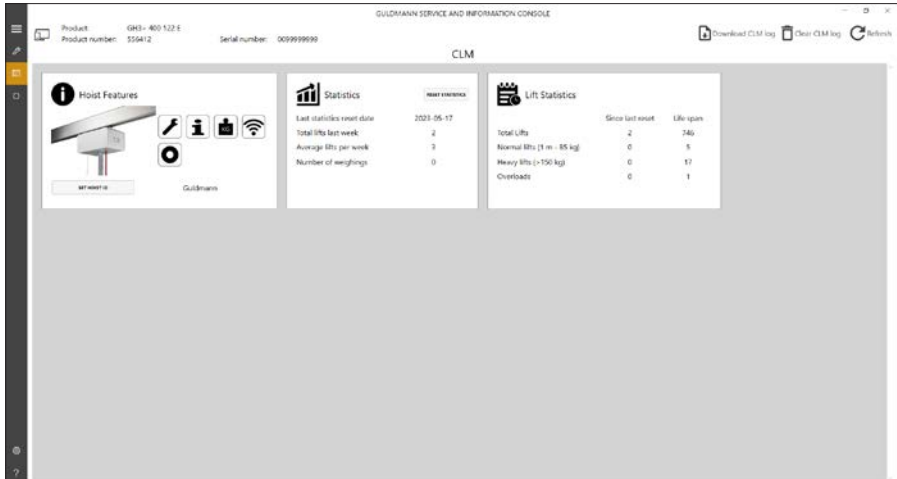 GULDMANN SERVICE AND INFORMATION CONSOLE
Product: GH3+ 400 122 E
Product number: 556412 Serial number: 0099999999
Download CLM log Clear CLM log Refresh
CLM
Hoist Features
KG
SET HOIST ID
Guldmann
Statistics RESET STATISTICS
Last statistics reset date 2023-05-17
Total lifts last week 2
Average lifts per week 3
Number of weighings 0
Lift Statistics
Since last reset Life span
Total Lifts 2 746
Normal lifts (1 m - 85 kg) 0 5
Heavy lifts (>150 kg) 0 17
Overloads 0 1
?